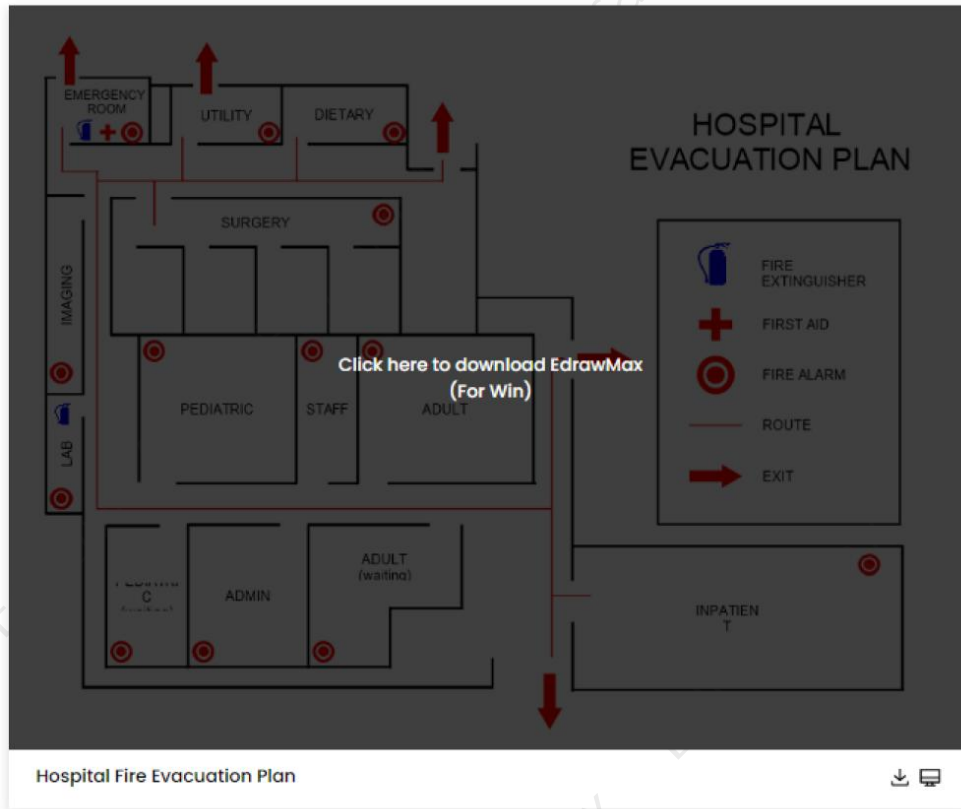 EMERGENCY
ROOM
UTILITY
DIETARY
HOSPITAL
EVACUATION PLAN
SURGERY
IMAGING
FIRE
EXTINGUISHER
FIRST AID
FIRE ALARM
ROUTE
EXIT
Click here to download EdrawMax
(For Win)
PEDIATRIC
STAFF
ADULT
LAB
C
ADMIN
ADULT
(waiting)
INPATIEN
T
Hospital Fire Evacuation Plan